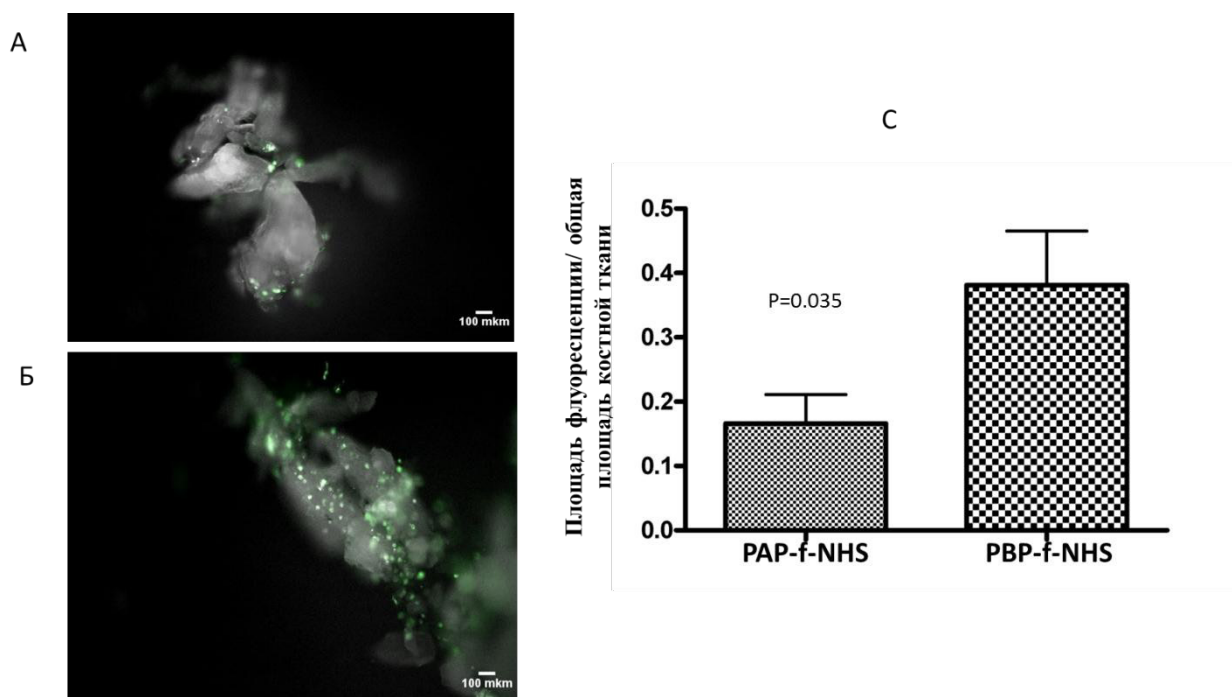 А
100 mkm
Б
100 mkm
С
Площадь флуоресценции/ общая
площадь костной ткани
0.5
0.4
0.3
0.2
0.1
0.0
P=0.035
PAP-f-NHS
PBP-f-NHS